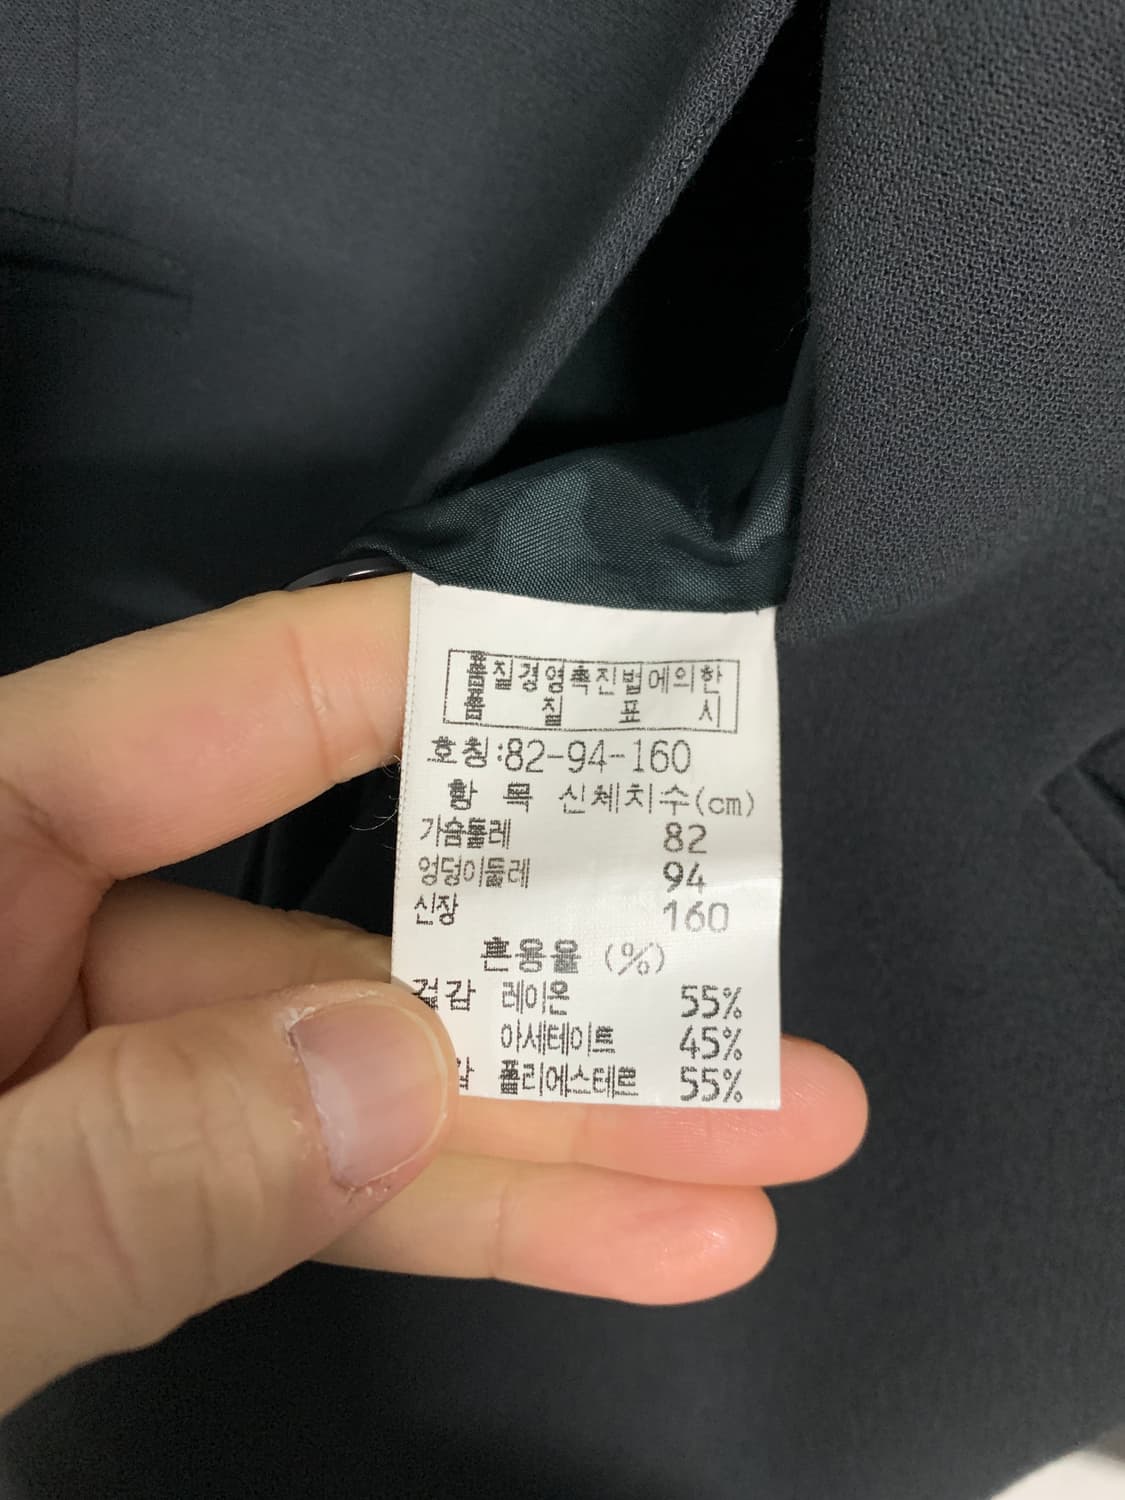 품질경영촉진법에의한
품 질 표 시
호칭:82-94-160
항 목 신체치수(cm)
가슴둘레 82
엉덩이둘레 94
신장 160
혼용율 (%)
겉감 레이온 55%
아세테이트 45%
폴리에스테르 55%